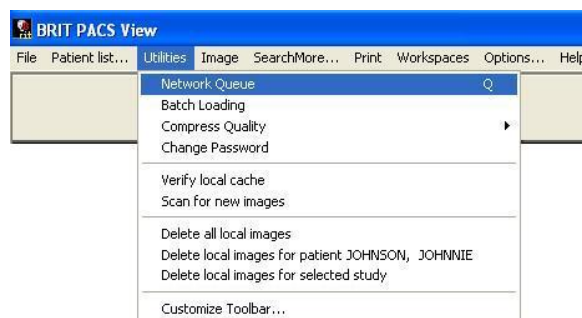 BRIT PACS View
File Patient list... Utilities Image SearchMore... Print Workspaces Options... Help
Network Queue Q
Batch Loading
Compress Quality
Change Password
Verify local cache
Scan for new images
Delete all local images
Delete local images for patient JOHNSON, JOHNNIE
Delete local images for selected study
Customize Toolbar...